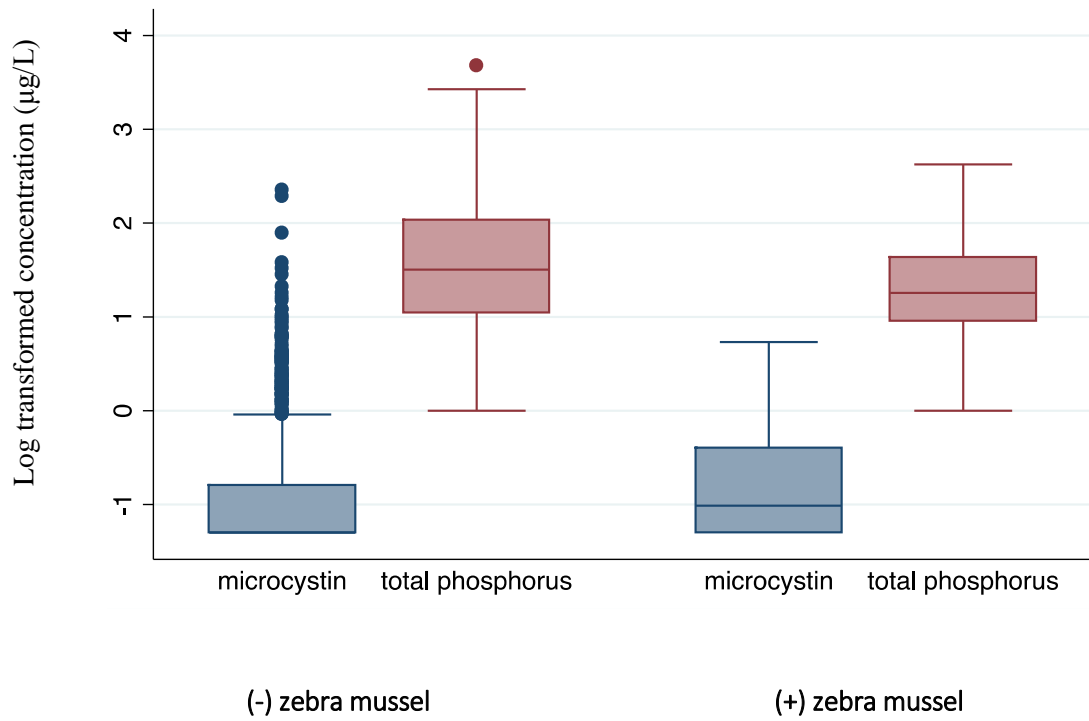 Log transformed concentration (µg/L)
4
3
2
1
0
-1
microcystin total phosphorus microcystin total phosphorus
(-) zebra mussel (+) zebra mussel